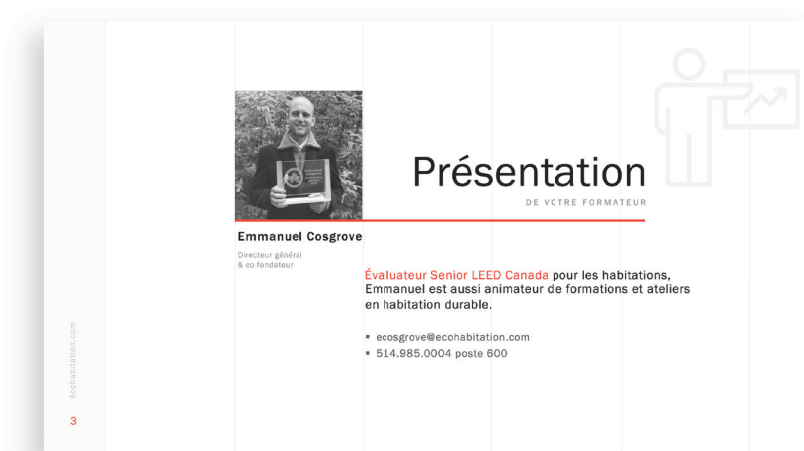 Présentation
DE VOTRE FORMATEUR
Emmanuel Cosgrove
Directeur général
& co-fondateur
Évaluateur Senior LEED Canada pour les habitations,
Emmanuel est aussi animateur de formations et ateliers
en habitation durable.
▪ ecosgrove@ecohabitation.com
▪ 514.985.0004 poste 600
écohabitation.com
3